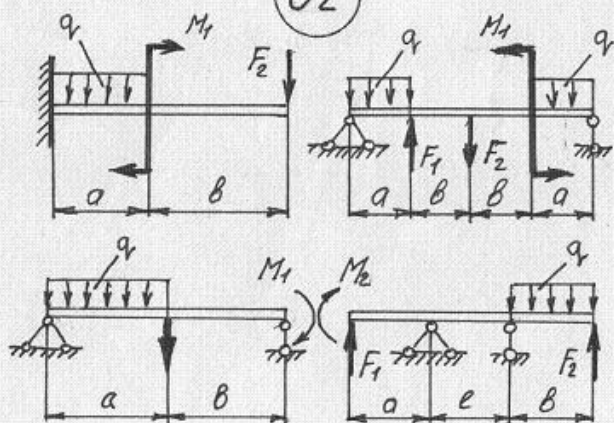 02
q M₁ F₂
a в
q M₁ q
F₁ F₂
a в в a
q M₁
a в
M₂ q
F₁ F₂
a е в